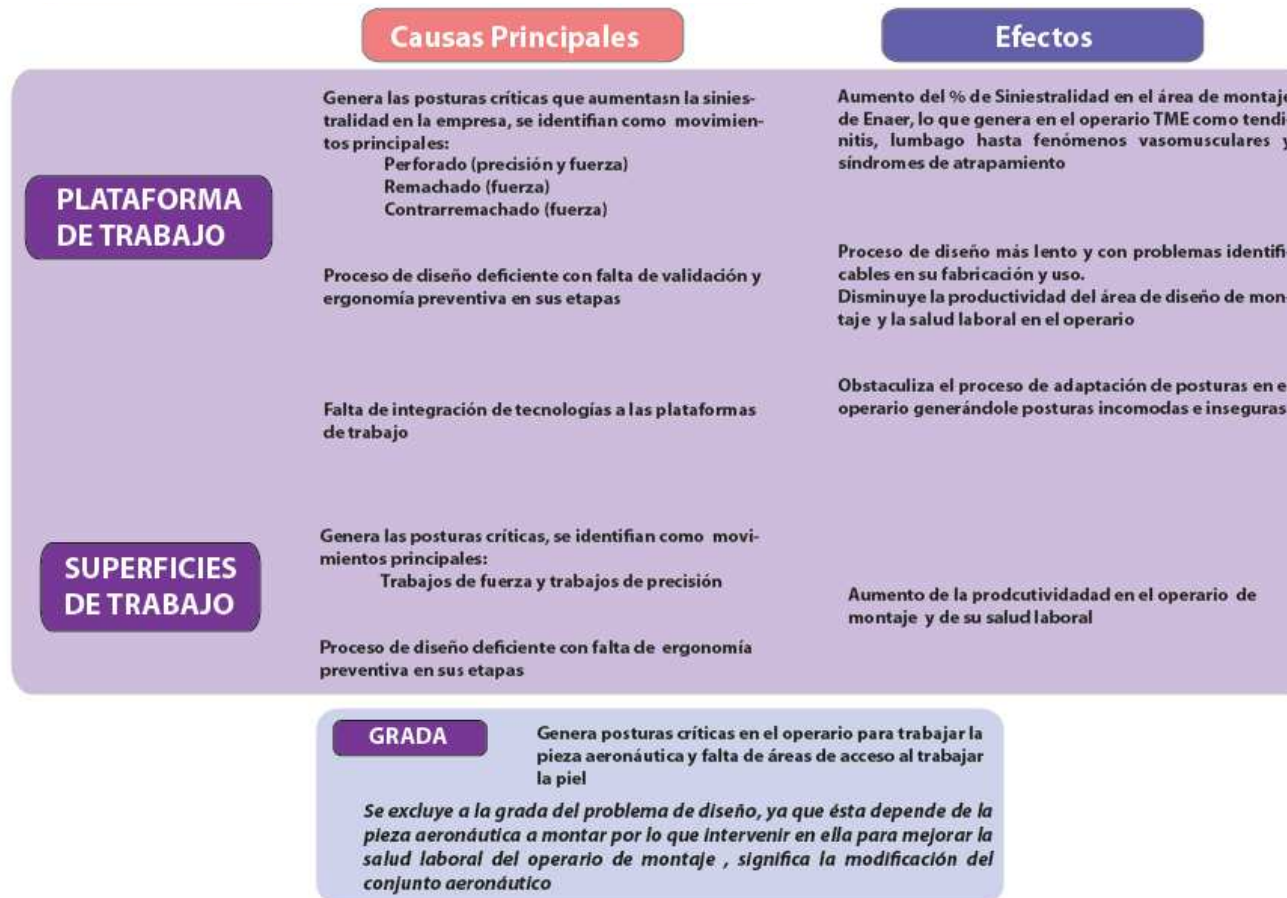 Causas Principales
Efectos
PLATAFORMA
DE TRABAJO
Genera las posturas críticas que aumentasn la sinies-
tralidad en la empresa, se identifian como movimien-
tos principales:
Perforado (precisión y fuerza)
Remachado (fuerza)
Contrarremachado (fuerza)
Aumento del % de Siniestralidad en el área de montaje
de Enaer, lo que genera en el operario TME como tendi-
nitis, lumbago hasta fenómenos vasomusculares y
síndromes de atrapamiento
Proceso de diseño deficiente con falta de validación y
ergonomía preventiva en sus etapas
Proceso de diseño más lento y con problemas identifi-
cables en su fabricación y uso.
Disminuye la productividad del área de diseño de mon-
taje y la salud laboral en el operario
Falta de integración de tecnologías a las plataformas
de trabajo
Obstaculiza el proceso de adaptación de posturas en e
operario generándole posturas incomodas e inseguras
SUPERFICIES
DE TRABAJO
Genera las posturas críticas, se identifian como movi-
mientos principales:
Trabajos de fuerza y trabajos de precisión
Proceso de diseño deficiente con falta de ergonomía
preventiva en sus etapas
Aumento de la prodcutividadad en el operario de
montaje y de su salud laboral
GRADA
Genera posturas críticas en el operario para trabajar la
pieza aeronáutica y falta de áreas de acceso al trabajar
la piel
Se excluye a la grada del problema de diseño, ya que ésta depende de la
pieza aeronáutica a montar por lo que intervenir en ella para mejorar la
salud laboral del operario de montaje , significa la modificación del
conjunto aeronáutico